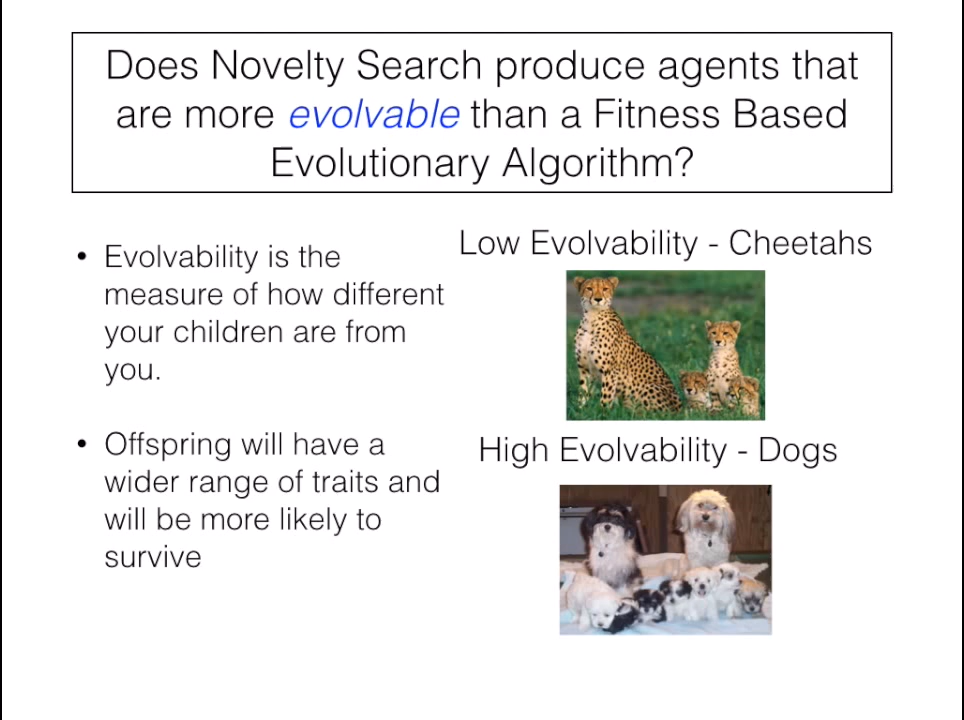 Does Novelty Search produce agents that
are more evolvable than a Fitness Based
Evolutionary Algorithm?
• Evolvability is the
measure of how different
your children are from
you.
• Offspring will have a
wider range of traits and
will be more likely to
survive
Low Evolvability - Cheetahs
High Evolvability - Dogs